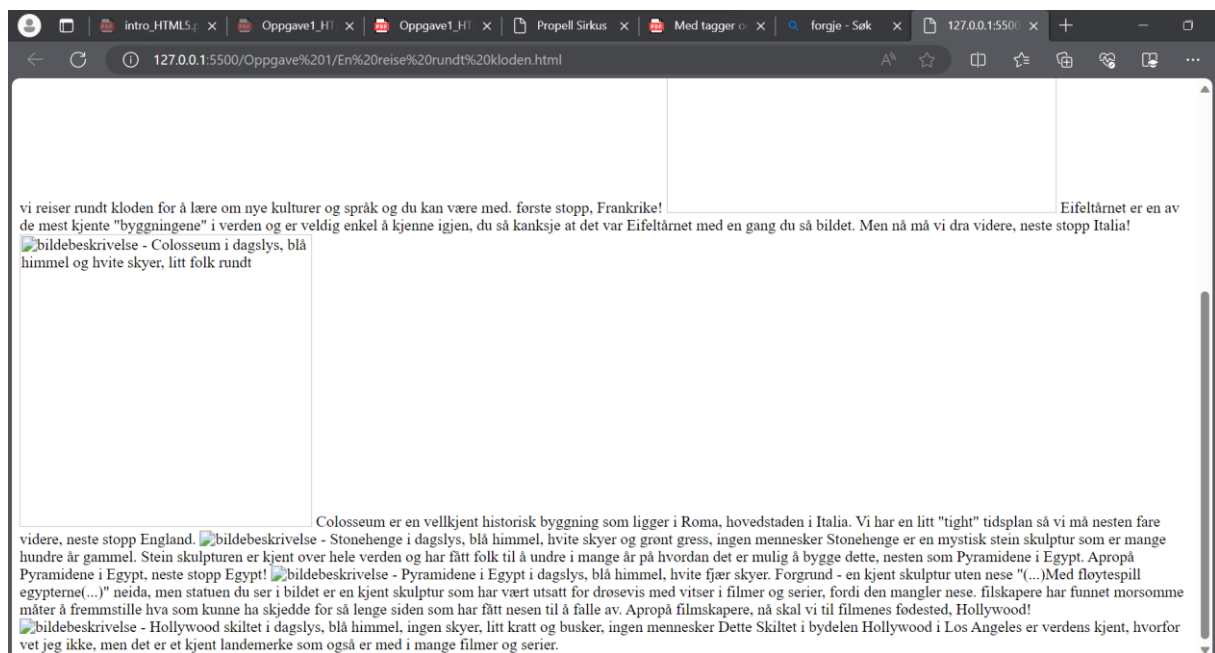 intro_HTML5.p
Oppgave1_HT
Oppgave1_HT
Propell Sirkus
Med tagger o
forgje - Søk
127.0.0.1:5500
127.0.0.1:5500/Oppgave%201/En%20reise%20rundt%20kloden.html
vi reiser rundt kloden for å lære om nye kulturer og språk og du kan være med. første stopp, Frankrike! Eifeltårnet er en av
de mest kjente "byggningene" i verden og er veldig enkel å kjenne igjen, du så kanksje at det var Eifeltårnet med en gang du så bildet. Men nå må vi dra videre, neste stopp Italia!
bildebeskrivelse - Colosseum i dagslys, blå
himmel og hvite skyer, litt folk rundt
Colosseum er en vellkjent historisk byggning som ligger i Roma, hovedstaden i Italia. Vi har en litt "tight" tidsplan så vi må nesten fare
videre, neste stopp England. bildebeskrivelse - Stonehenge i dagslys, blå himmel, hvite skyer og grønt gress, ingen mennesker Stonehenge er en mystisk stein skulptur som er mange
hundre år gammel. Stein skulpturen er kjent over hele verden og har fått folk til å undre i mange år på hvordan det er mulig å bygge dette, nesten som Pyramidene i Egypt. Apropå
Pyramidene i Egypt, neste stopp Egypt! bildebeskrivelse - Pyramidene i Egypt i dagslys, blå himmel, hvite fjær skyer. Forgrund - en kjent skulptur uten nese "(...)Med fløytespill
egypterne(...)" neida, men statuen du ser i bildet er en kjent skulptur som har vært utsatt for drøsevis med vitser i filmer og serier, fordi den mangler nese. filskapere har funnet morsomme
måter å fremmstille hva som kunne ha skjedde for så lenge siden som har fått nesen til å falle av. Apropå filmskapere, nå skal vi til filmenes fødested, Hollywood!
bildebeskrivelse - Hollywood skiltet i dagslys, blå himmel, ingen skyer, litt kratt og busker, ingen mennesker Dette Skiltet i bydelen Hollywood i Los Angeles er verdens kjent, hvorfor
vet jeg ikke, men det er et kjent landemerke som også er med i mange filmer og serier.